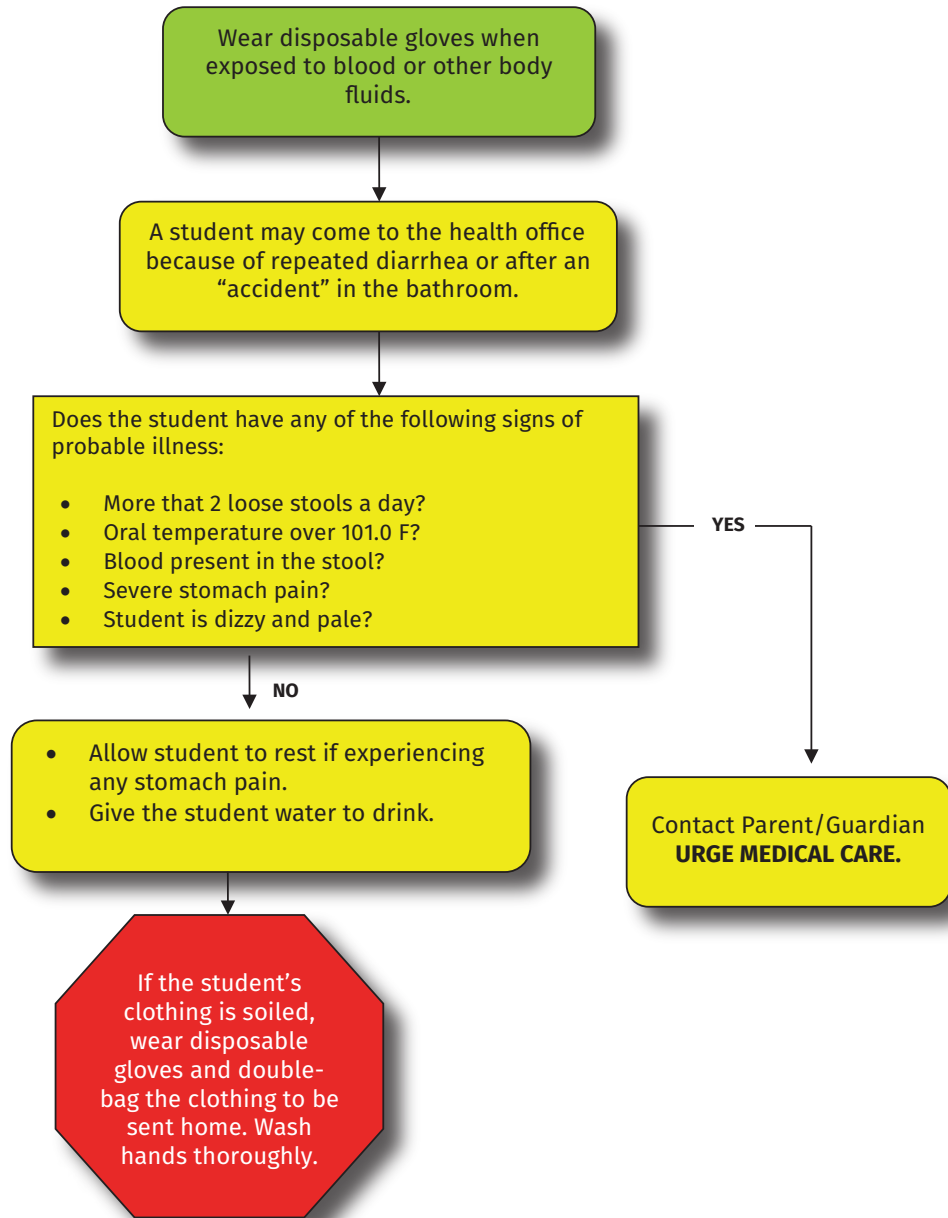 Wear disposable gloves when
exposed to blood or other body
fluids.
A student may come to the health office
because of repeated diarrhea or after an
“accident” in the bathroom.
Does the student have any of the following signs of
probable illness:
• More that 2 loose stools a day?
• Oral temperature over 101.0 F?
• Blood present in the stool?
• Severe stomach pain?
• Student is dizzy and pale?
YES
NO
• Allow student to rest if experiencing
any stomach pain.
• Give the student water to drink.
Contact Parent/Guardian
URGE MEDICAL CARE.
If the student’s
clothing is soiled,
wear disposable
gloves and double-
bag the clothing to be
sent home. Wash
hands thoroughly.